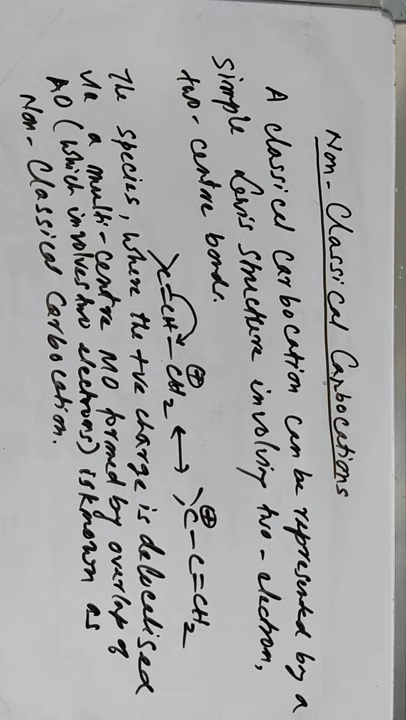 Non-Classical Carbocations
A classical carbocation can be represented by a
simple Lewis structure involving two-electron,
two-centre bonds.
>C=CH-CH2 ⊕ ↔ ⊕ >C-C=CH2
The species, where the +ve charge is delocalised
via a multi-centre MO formed by overlap of
AO (which involves two electrons) is known as
Non-Classical Carbocation.